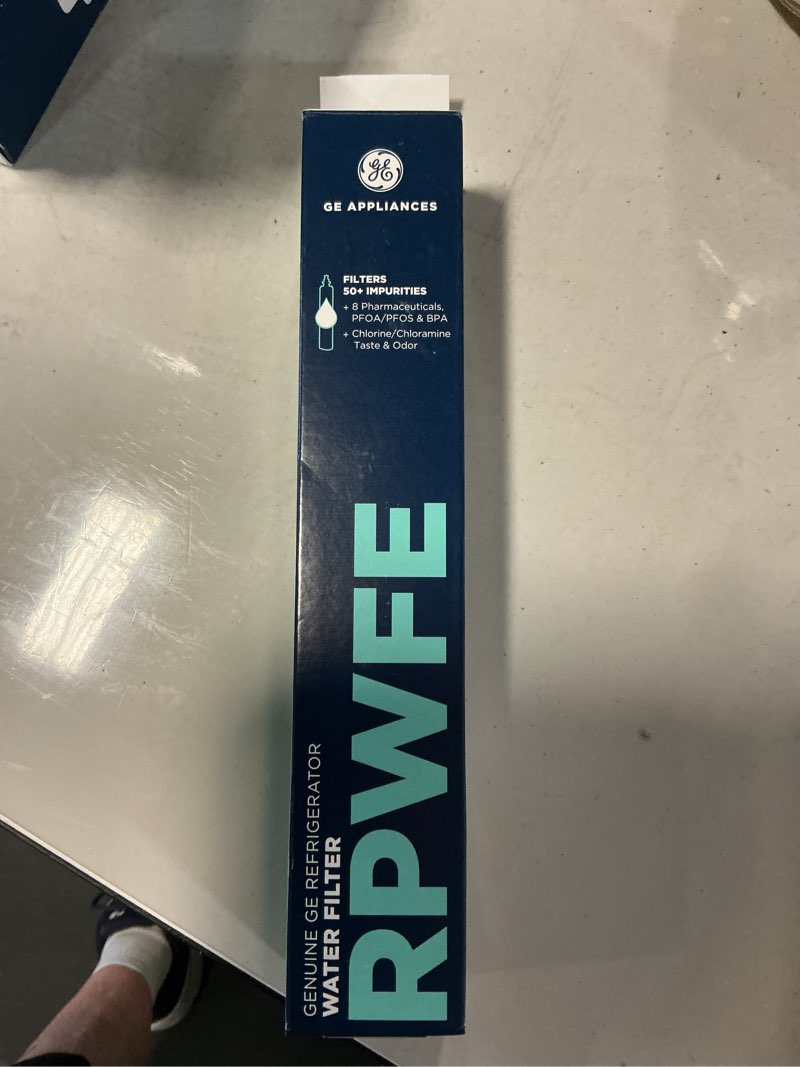 GE
GE APPLIANCES
FILTERS
50+ IMPURITIES
+ 8 Pharmaceuticals,
PFOA/PFOS & BPA
+ Chlorine/Chloramine
Taste & Odor
GENUINE GE REFRIGERATOR
WATER FILTER
RPWFE